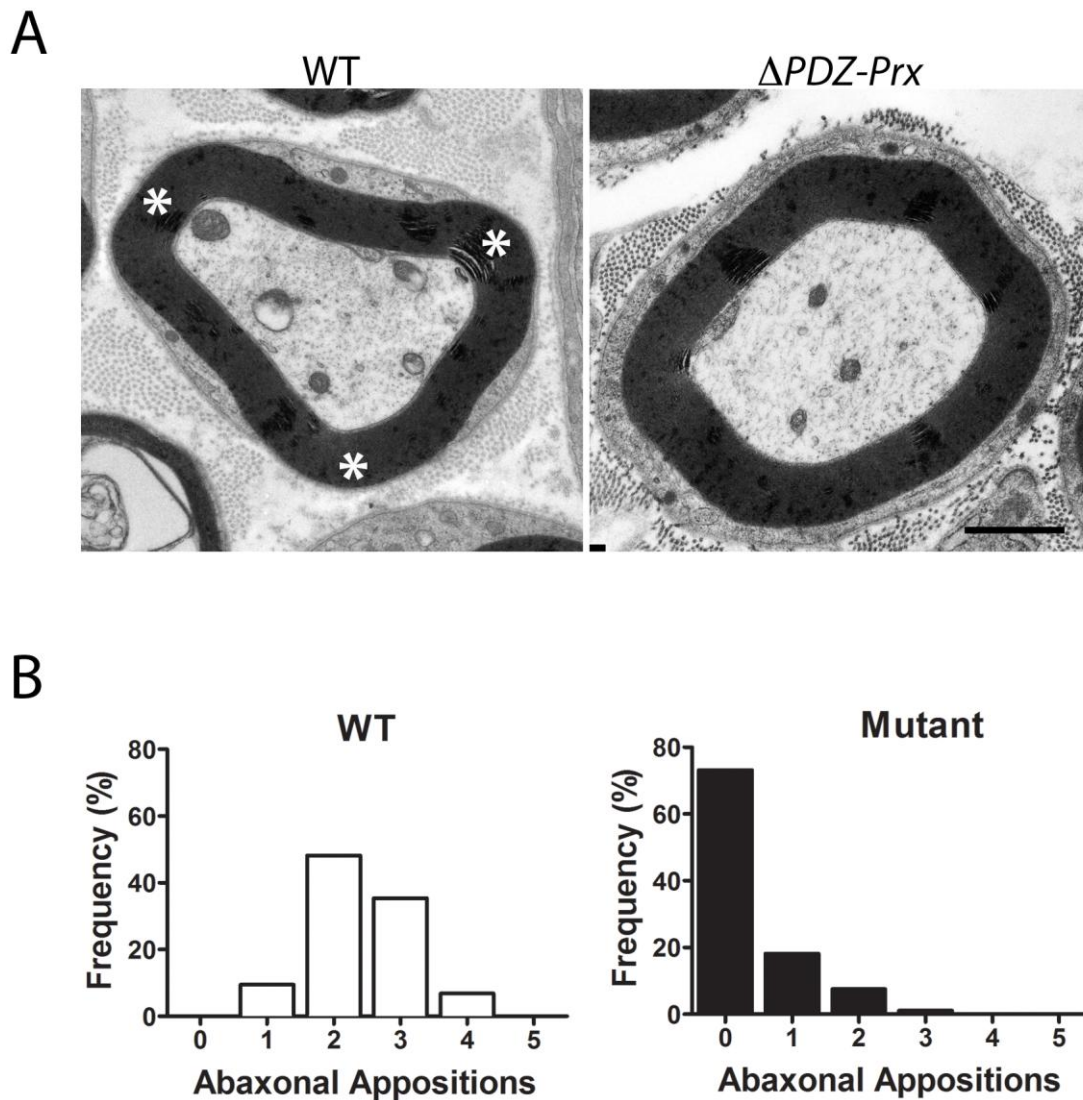 A
WT
ΔPDZ-Prx
*
*
*
B
WT
Frequency (%)
80
60
40
20
0
0 1 2 3 4 5
Abaxonal Appositions
Mutant
Frequency (%)
80
60
40
20
0
0 1 2 3 4 5
Abaxonal Appositions